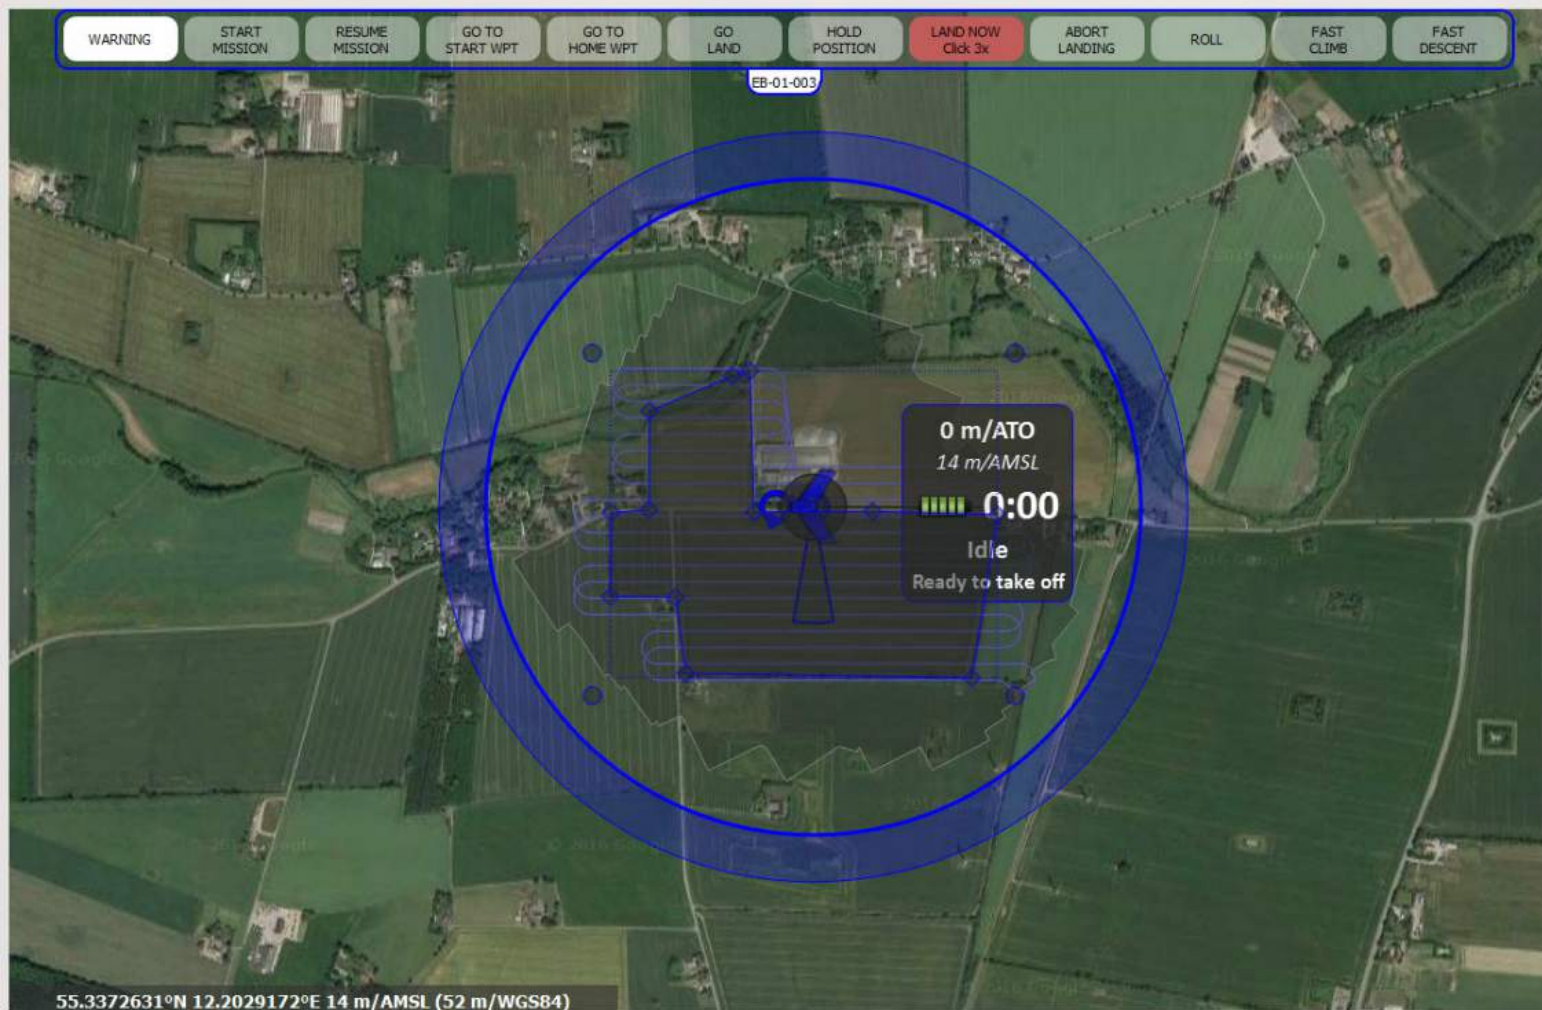 WARNING
START
MISSION
RESUME
MISSION
GO TO
START WPT
GO TO
HOME WPT
GO
LAND
HOLD
POSITION
LAND NOW
Click 3x
ABORT
LANDING
ROLL
FAST
CLIMB
FAST
DESCENT
EB-01-003
0 m/ATO
14 m/AMSL
0:00
Idle
Ready to take off
© 2016 Google
55.3372631°N 12.2029172°E 14 m/AMSL (52 m/WGS84)